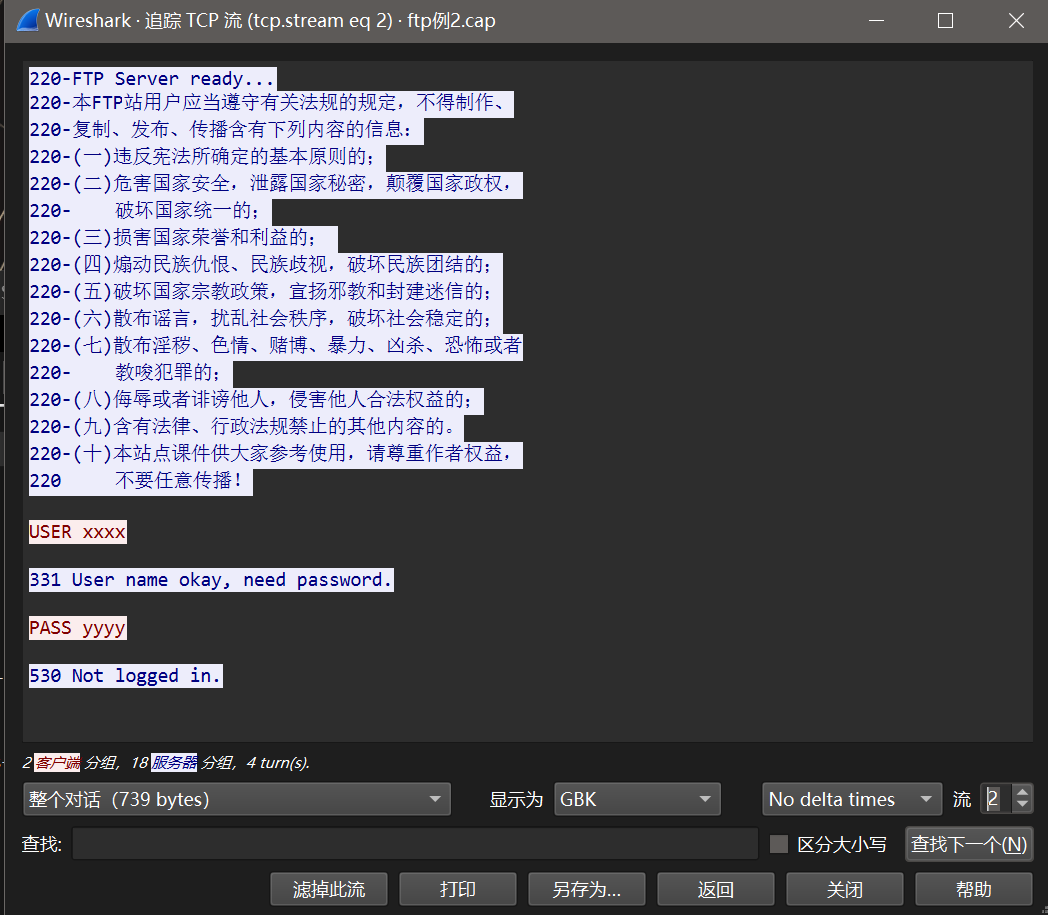 Wireshark · 追踪 TCP 流 (tcp.stream eq 2) · ftp例2.cap
220-FTP Server ready...
220-本FTP站用户应当遵守有关法规的规定，不得制作、
220-复制、发布、传播含有下列内容的信息：
220-(一)违反宪法所确定的基本原则的；
220-(二)危害国家安全，泄露国家秘密，颠覆国家政权，
220-    破坏国家统一的；
220-(三)损害国家荣誉和利益的；
220-(四)煽动民族仇恨、民族歧视，破坏民族团结的；
220-(五)破坏国家宗教政策，宣扬邪教和封建迷信的；
220-(六)散布谣言，扰乱社会秩序，破坏社会稳定的；
220-(七)散布淫秽、色情、赌博、暴力、凶杀、恐怖或者
220-    教唆犯罪的；
220-(八)侮辱或者诽谤他人，侵害他人合法权益的；
220-(九)含有法律、行政法规禁止的其他内容的。
220-(十)本站点课件供大家参考使用，请尊重作者权益，
220     不要任意传播！
USER xxxx
331 User name okay, need password.
PASS yyyy
530 Not logged in.
2 客户端 分组，18 服务器 分组，4 turn(s).
整个对话（739 bytes） 显示为 GBK No delta times 流 2
查找: 区分大小写 查找下一个(N)
滤掉此流 打印 另存为... 返回 关闭 帮助